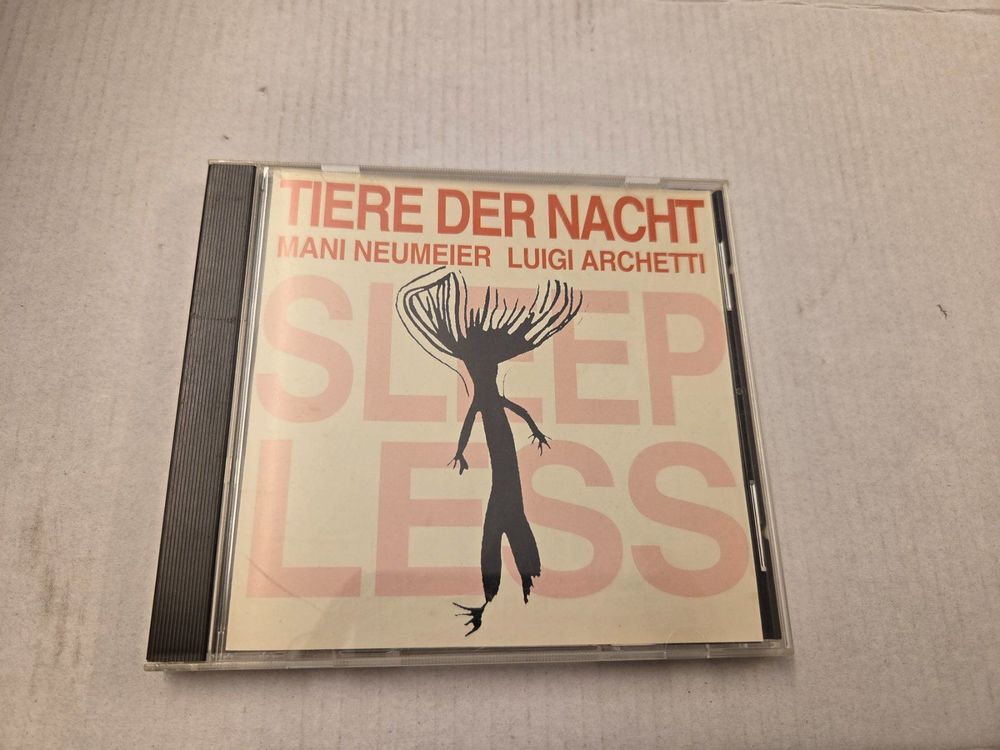 TIERE DER NACHT
MANI NEUMEIER LUIGI ARCHETTI
SLEEP
LESS